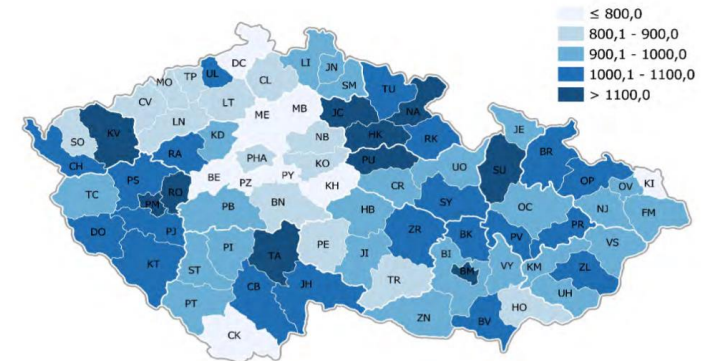 ≤ 800,0
800,1 - 900,0
900,1 - 1000,0
1000,1 - 1100,0
> 1100,0
DC
LI
JN
SM
TU
UL
TP
MO
CL
CV
LT
MB
JC
NA
ME
LN
HK
SO
KV
KD
NB
RK
JE
RA
PHA
KO
PU
CH
BE
PY
PZ
KH
UO
SU
BR
PS
RO
CR
OP
KI
TC
PM
PB
BN
HB
SY
OC
OV
NJ
FM
DO
PJ
PE
ZR
BK
PV
PR
PI
TA
JI
BI
VS
KT
ST
BM
VY
KM
ZL
CB
JH
TR
PT
UH
HO
ZN
BV
CK